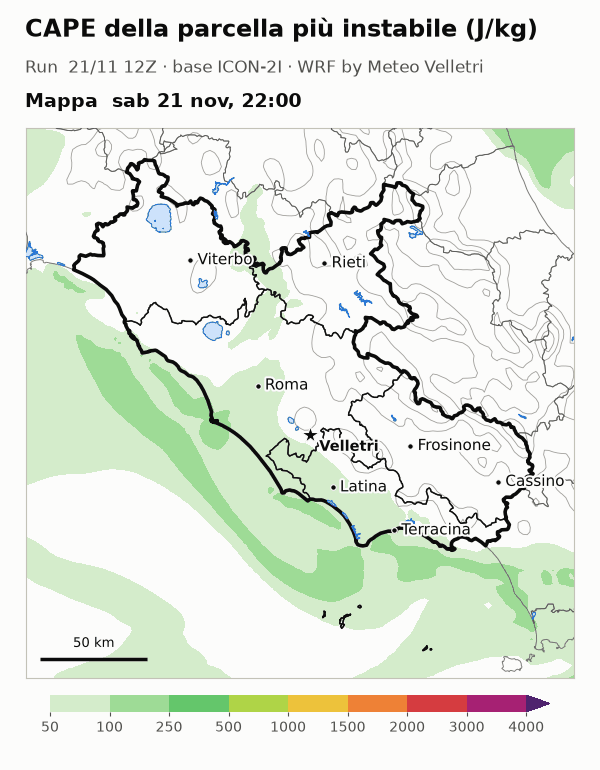 CAPE della parcella più instabile (J/kg)
Run  21/11 12Z · base ICON-2I · WRF by Meteo Velletri
Mappa  sab 21 nov, 22:00
Viterbo
Rieti
Roma
Velletri
Frosinone
Cassino
Latina
Terracina
50 km
50 100 250 500 1000 1500 2000 3000 4000